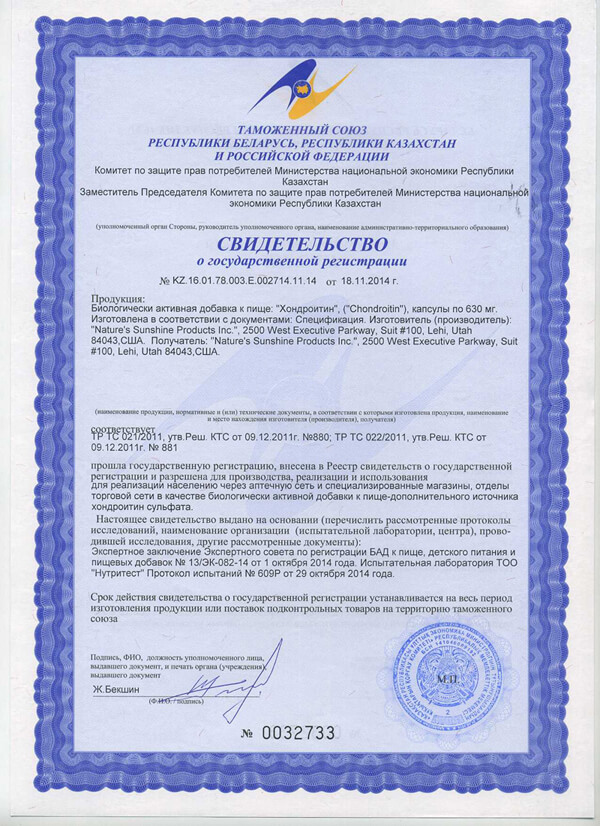 ТАМОЖЕННЫЙ СОЮЗ
РЕСПУБЛИКИ БЕЛАРУСЬ, РЕСПУБЛИКИ КАЗАХСТАН
И РОССИЙСКОЙ ФЕДЕРАЦИИ
Комитет по защите прав потребителей Министерства национальной экономики Республики
Казахстан
Заместитель Председателя Комитета по защите прав потребителей Министерства национальной
экономики Республики Казахстан
(уполномоченный орган Стороны, руководитель уполномоченного органа, наименование административно-территориального образования)
СВИДЕТЕЛЬСТВО
о государственной регистрации
№ KZ.16.01.78.003.E.002714.11.14 от 18.11.2014 г.
Продукция:
Биологически активная добавка к пище: "Хондроитин", ("Chondroitin"), капсулы по 630 мг.
Изготовлена в соответствии с документами: Спецификация. Изготовитель (производитель):
"Nature's Sunshine Products Inc.", 2500 West Executive Parkway, Suit #100, Lehi, Utah
84043,США. Получатель: "Nature's Sunshine Products Inc.", 2500 West Executive Parkway, Suit
#100, Lehi, Utah 84043,США.
(наименование продукции, нормативные и (или) технические документы, в соответствии с которыми изготовлена продукция, наименование
и место нахождения изготовителя (производителя), получателя)
соответствует
ТР ТС 021/2011, утв.Реш. КТС от 09.12.2011г. №880; ТР ТС 022/2011, утв.Реш. КТС от
09.12.2011г. № 881
прошла государственную регистрацию, внесена в Реестр свидетельств о государственной
регистрации и разрешена для производства, реализации и использования
для реализации населению через аптечную сеть и специализированные магазины, отделы
торговой сети в качестве биологически активной добавки к пище-дополнительного источника
хондроитин сульфата.
Настоящее свидетельство выдано на основании (перечислить рассмотренные протоколы
исследований, наименование организации (испытательной лаборатории, центра), прово-
дившей исследования, другие рассмотренные документы):
Экспертное заключение Экспертного совета по регистрации БАД к пище, детского питания и
пищевых добавок № 13/ЭК-082-14 от 1 октября 2014 года. Испытательная лаборатория ТОО
"Нутритест" Протокол испытаний № 609Р от 29 октября 2014 года.
Срок действия свидетельства о государственной регистрации устанавливается на весь период
изготовления продукции или поставок подконтрольных товаров на территорию таможенного
союза
Подпись, ФИО, должность уполномоченного лица,
выдавшего документ, и печать органа (учреждения),
выдавшего документ
Ж.Бекшин
(Ф.И.О. / подпись)
М.П.
2
№ 0032733